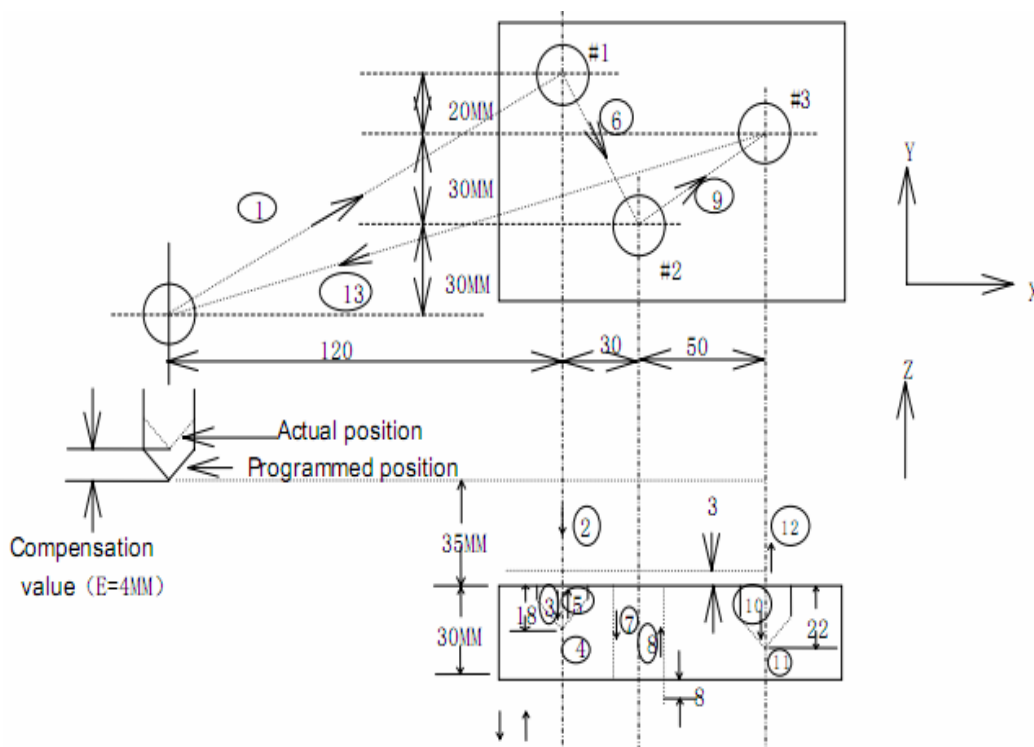 #1
#3
20MM
6
30MM
1
9
Y
#2
30MM
13
X
120
30
50
Z
Actual position
Programmed position
3
2
12
Compensation
value (E=4MM)
35MM
3
5
10
18
7
22
30MM
4
8
11
8